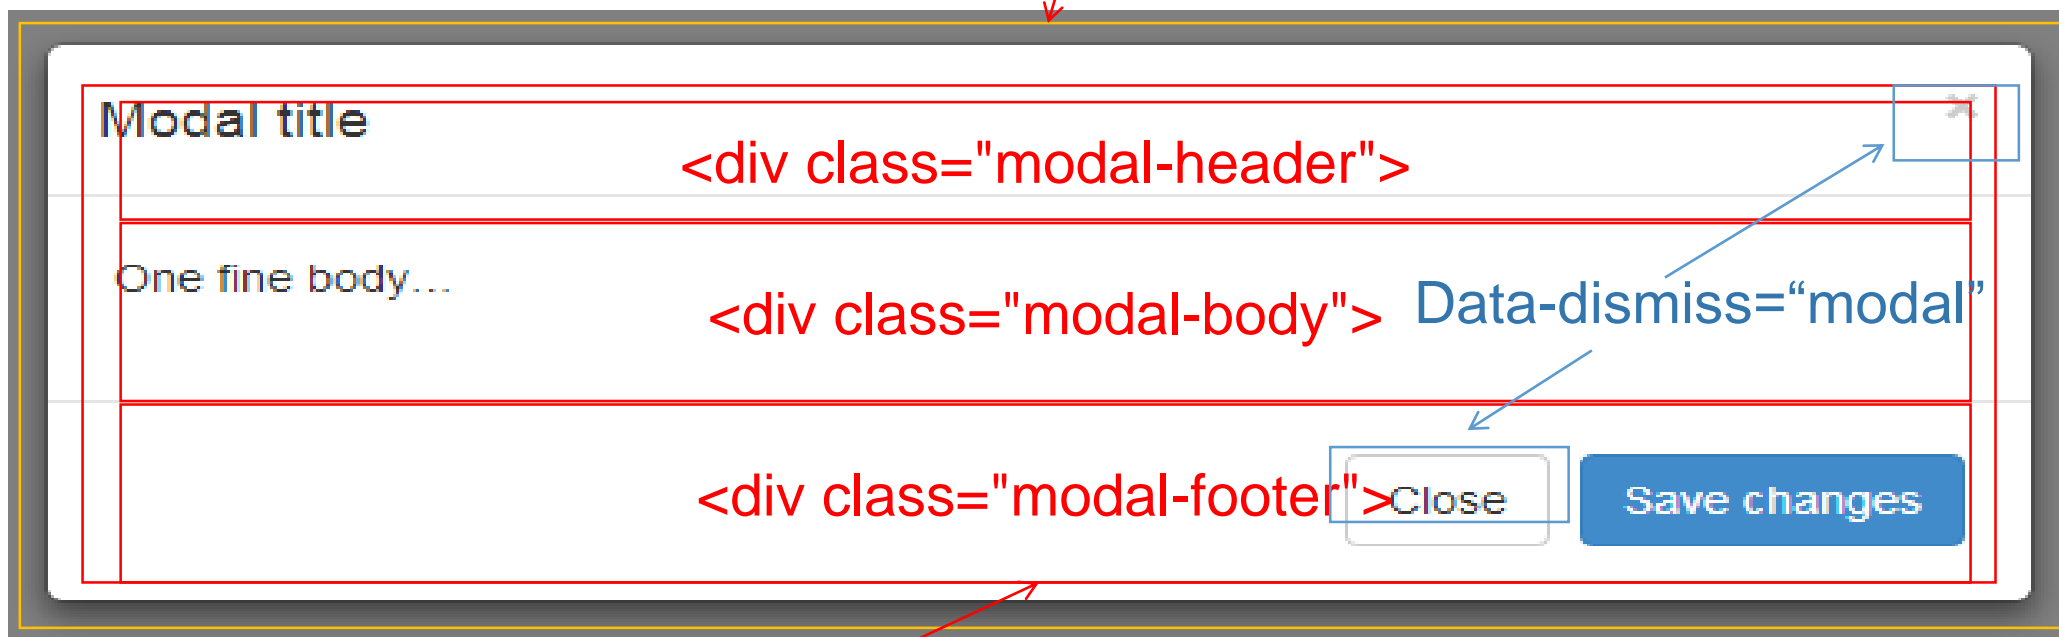 Modal title
×
<div class="modal-header">
One fine body…
<div class="modal-body">
Data-dismiss=“modal”
<div class="modal-footer">
Close
Save changes